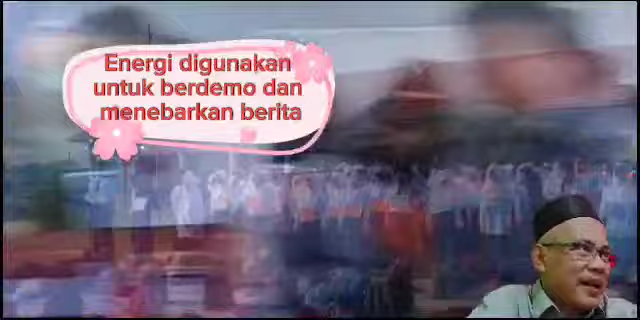 Energi digunakan
untuk berdemo dan
menebarkan berita